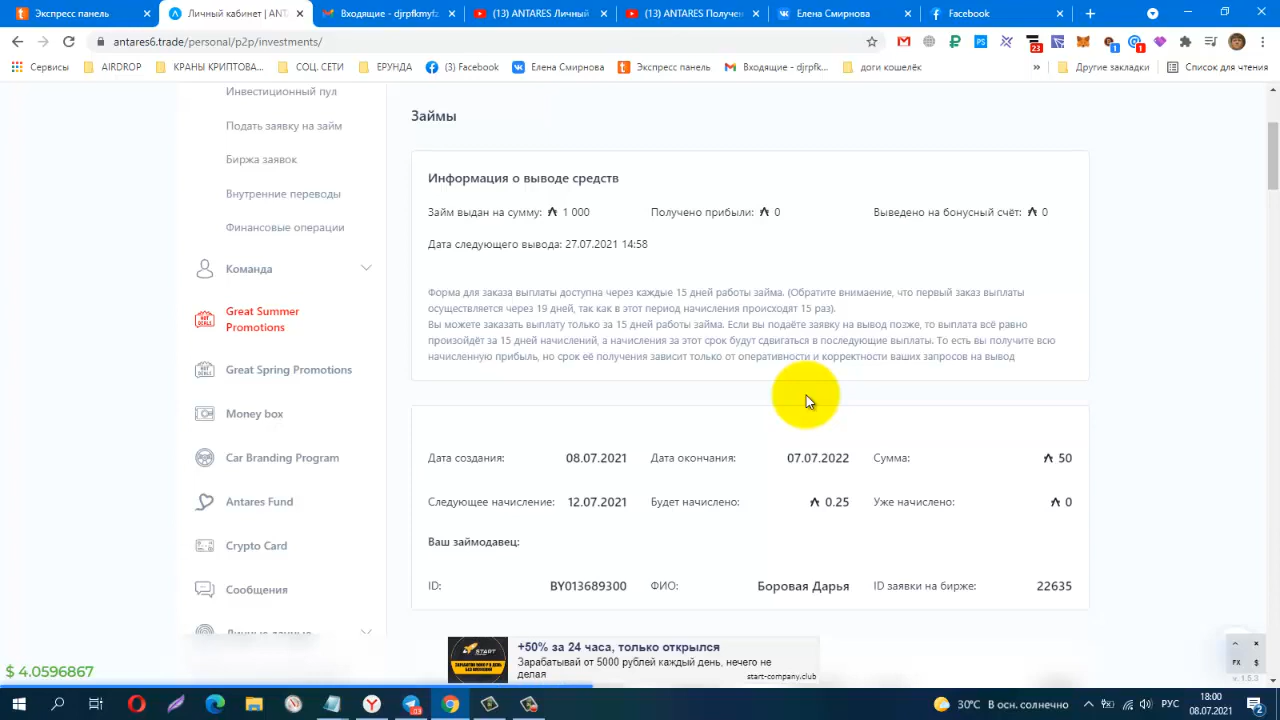 Экспресс панель
Личный кабинет | ANT
Входящие - djrpfkmyfz
(13) ANTARES Личный
(13) ANTARES Получен
Елена Смирнова
Facebook
antares6.trade/personal/p2p/investments/
Сервисы
AIRDROP
КРАНЫ КРИПТОВА...
СОЦ. СЕТИ
ЕРУНДА
(3) Facebook
Елена Смирнова
Экспресс панель
Входящие - djrpfk...
доги кошелёк
»
Другие закладки
Список для чтения
Инвестиционный пул
Подать заявку на займ
Биржа заявок
Внутренние переводы
Финансовые операции
Команда
Great Summer
Promotions
Great Spring Promotions
Money box
Car Branding Program
Antares Fund
Crypto Card
Сообщения
Личные данные
Займы
Информация о выводе средств
Займ выдан на сумму: 1 000
Получено прибыли: 0
Выведено на бонусный счёт: 0
Дата следующего вывода: 27.07.2021 14:58
Форма для заказа выплаты доступна через каждые 15 дней работы займа. (Обратите внимаение, что первый заказ выплаты
осуществляется через 19 дней, так как в этот период начисления происходят 15 раз).
Вы можете заказать выплату только за 15 дней работы займа. Если вы подаёте заявку на вывод позже, то выплата всё равно
произойдёт за 15 дней начислений, а начисления за этот срок будут сдвигаться в последующие выплаты. То есть вы получите всю
начисленную прибыль, но срок её получения зависит только от оперативности и корректности ваших запросов на вывод
Дата создания: 08.07.2021
Дата окончания: 07.07.2022
Сумма: 50
Следующее начисление: 12.07.2021
Будет начислено: 0.25
Уже начислено: 0
Ваш займодавец:
ID: BY013689300
ФИО: Боровая Дарья
ID заявки на бирже: 22635
+50% за 24 часа, только открылся
Зарабатывай от 5000 рублей каждый день, нечего не
делая
start-company.club
START
$ 4.0596867
PX $
v. 1.5.3
30°C В осн. солнечно
РУС
18:00
08.07.2021